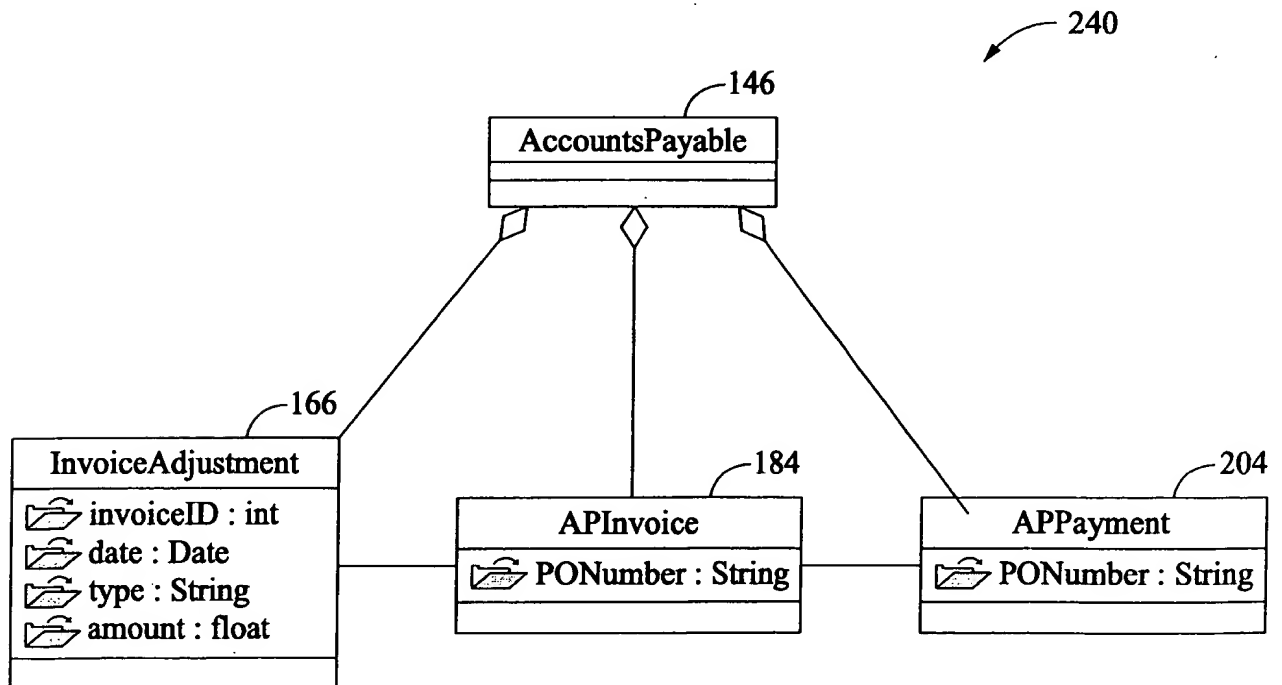 240
146
AccountsPayable
166
InvoiceAdjustment
invoiceID : int
date : Date
type : String
amount : float
184
APInvoice
PONumber : String
204
APPayment
PONumber : String